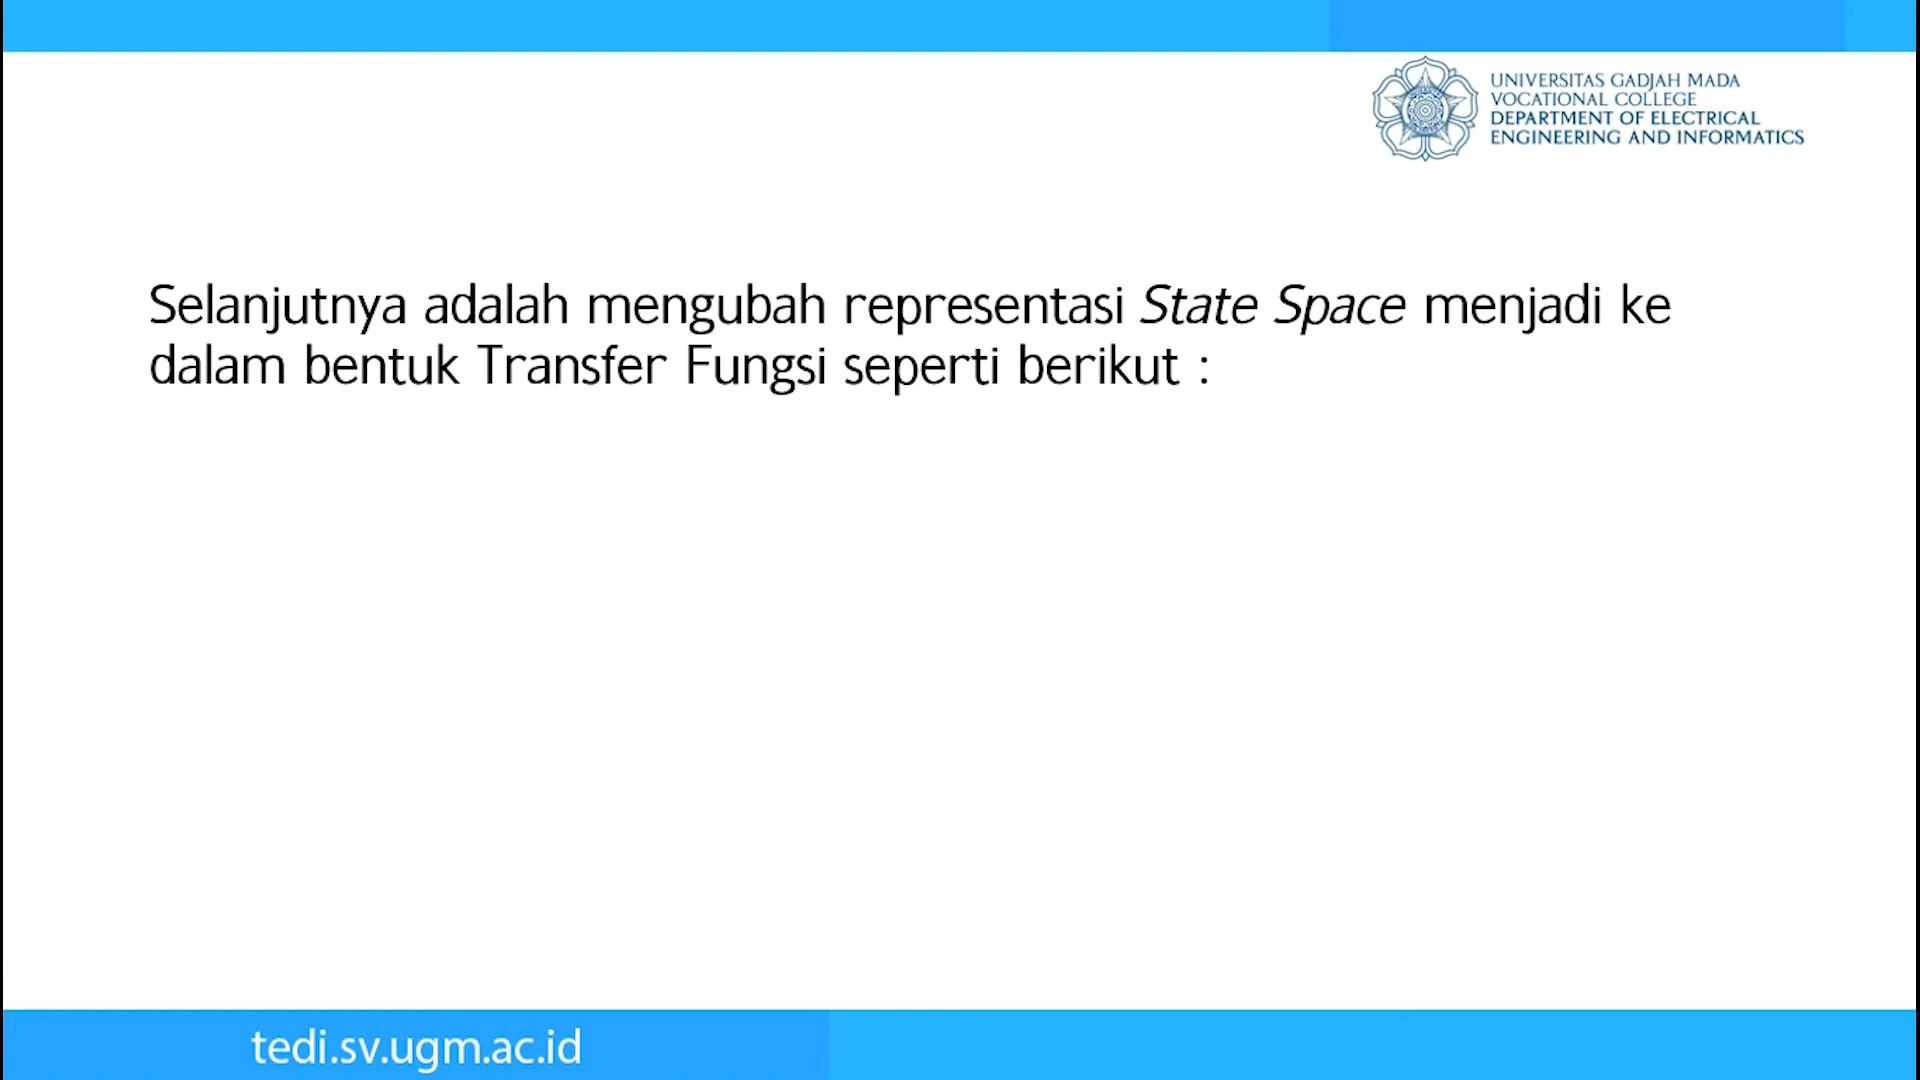 UNIVERSITAS GADJAH MADA
VOCATIONAL COLLEGE
DEPARTMENT OF ELECTRICAL
ENGINEERING AND INFORMATICS
Selanjutnya adalah mengubah representasi State Space menjadi ke
dalam bentuk Transfer Fungsi seperti berikut :
tedi.sv.ugm.ac.id